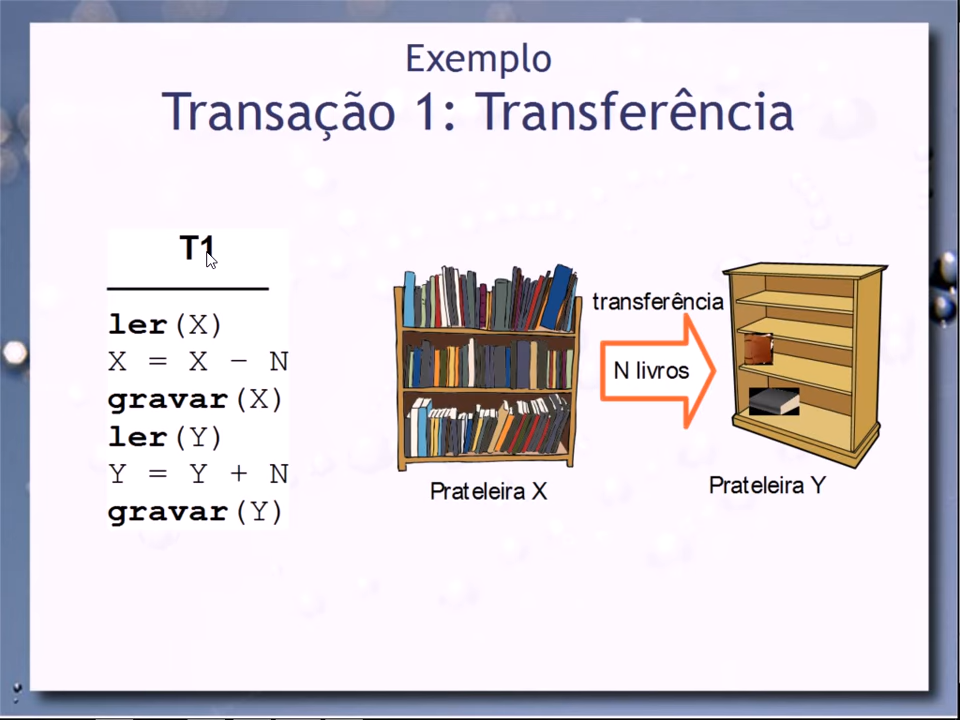 Exemplo
Transação 1: Transferência
T1
ler(X)
X = X – N
gravar(X)
ler(Y)
Y = Y + N
gravar(Y)
transferência
N livros
Prateleira X
Prateleira Y